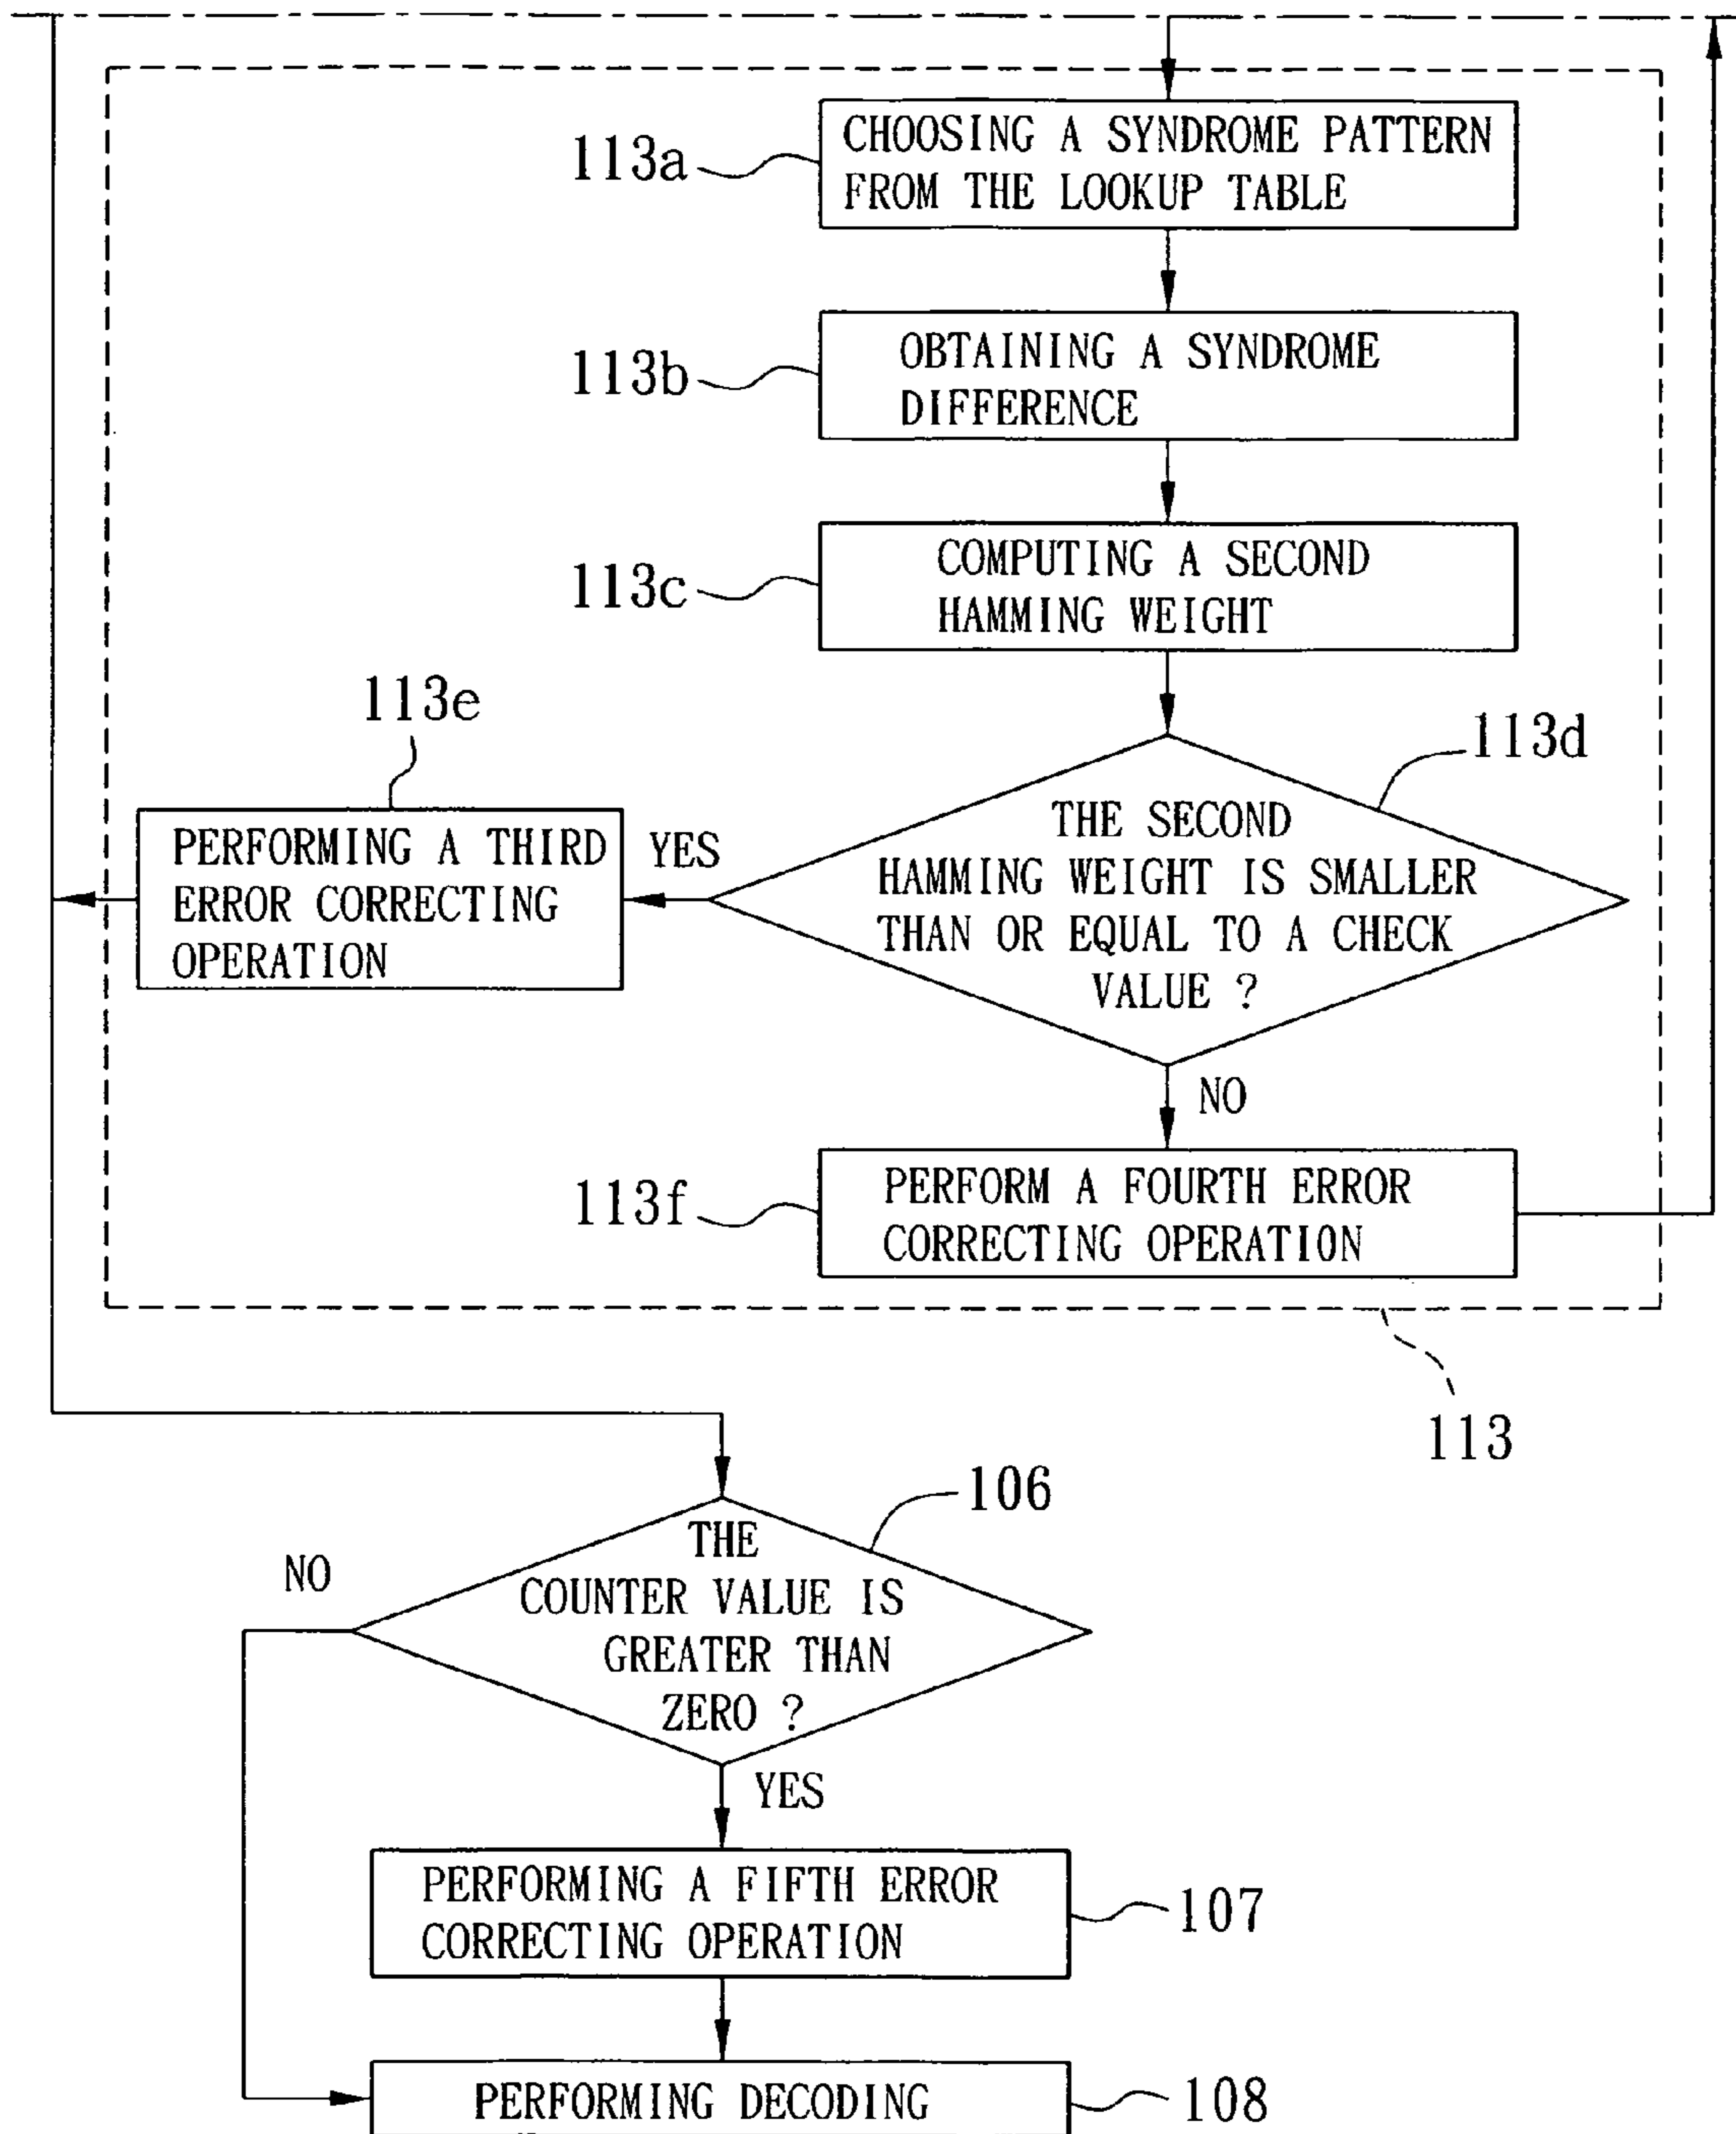 113a
CHOOSING A SYNDROME PATTERN
FROM THE LOOKUP TABLE
113b
OBTAINING A SYNDROME
DIFFERENCE
113c
COMPUTING A SECOND
HAMMING WEIGHT
113e
113d
PERFORMING A THIRD
ERROR CORRECTING
OPERATION
YES
THE SECOND
HAMMING WEIGHT IS SMALLER
THAN OR EQUAL TO A CHECK
VALUE ?
NO
113f
PERFORM A FOURTH ERROR
CORRECTING OPERATION
113
106
NO
THE
COUNTER VALUE IS
GREATER THAN
ZERO ?
YES
PERFORMING A FIFTH ERROR
CORRECTING OPERATION
107
PERFORMING DECODING
108